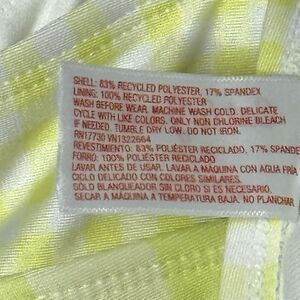 SHELL: 83% RECYCLED POLYESTER, 17% SPANDEX
LINING: 100% RECYCLED POLYESTER
WASH BEFORE WEAR. MACHINE WASH COLD. DELICATE
CYCLE WITH LIKE COLORS. ONLY NON CHLORINE BLEACH
IF NEEDED. TUMBLE DRY LOW. DO NOT IRON.
RN17730 VN1322664
REVESTIMIENTO: 83% POLIÉSTER RECICLADO, 17% SPANDEX
FORRO: 100% POLIÉSTER RECICLADO
LAVAR ANTES DE USAR. LAVAR A MÁQUINA CON AGUA FRÍA
CICLO DELICADO CON COLORES SIMILARES.
SÓLO BLANQUEADOR SIN CLORO SI ES NECESARIO.
SECAR A MÁQUINA A TEMPERATURA BAJA. NO PLANCHAR